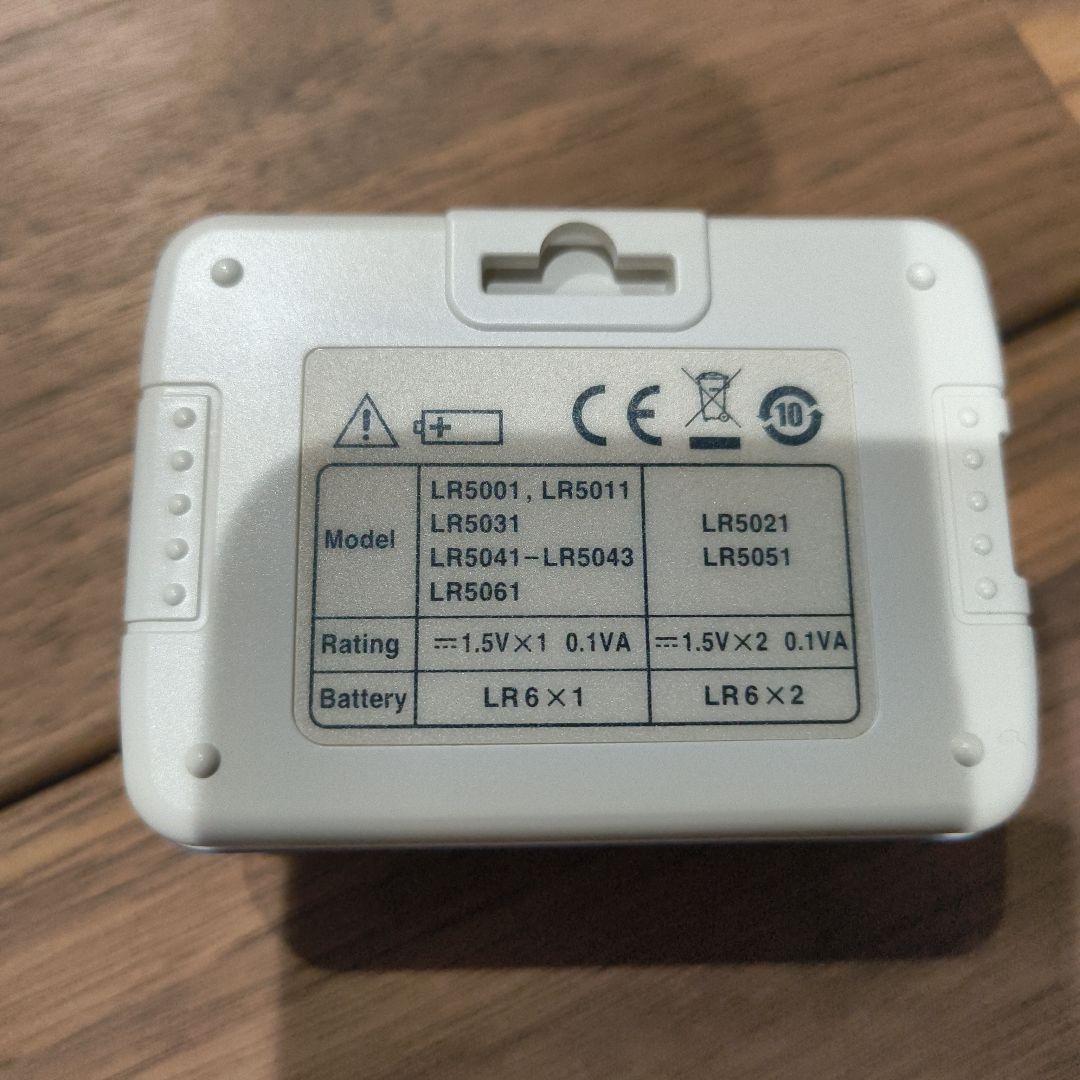 CE 10
Model
LR5001, LR5011
LR5031
LR5041-LR5043
LR5061
LR5021
LR5051
Rating ⎓1.5V×1 0.1VA ⎓1.5V×2 0.1VA
Battery LR6×1 LR6×2